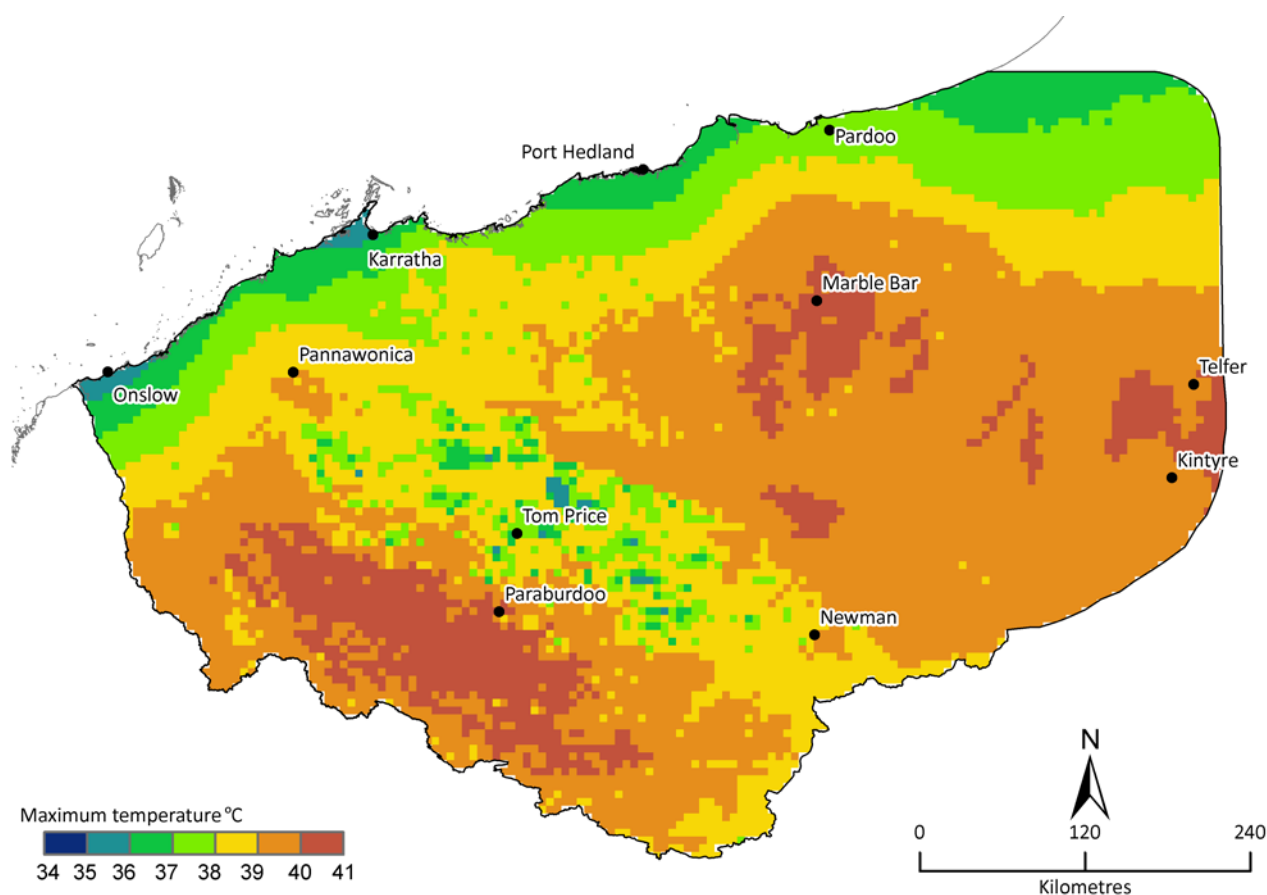 Pardoo
Port Hedland
Karratha
Marble Bar
Pannawonica
Telfer
Onslow
Kintyre
Tom Price
Paraburdoo
Newman
N
Maximum temperature °C
34 35 36 37 38 39 40 41
0 120 240
Kilometres